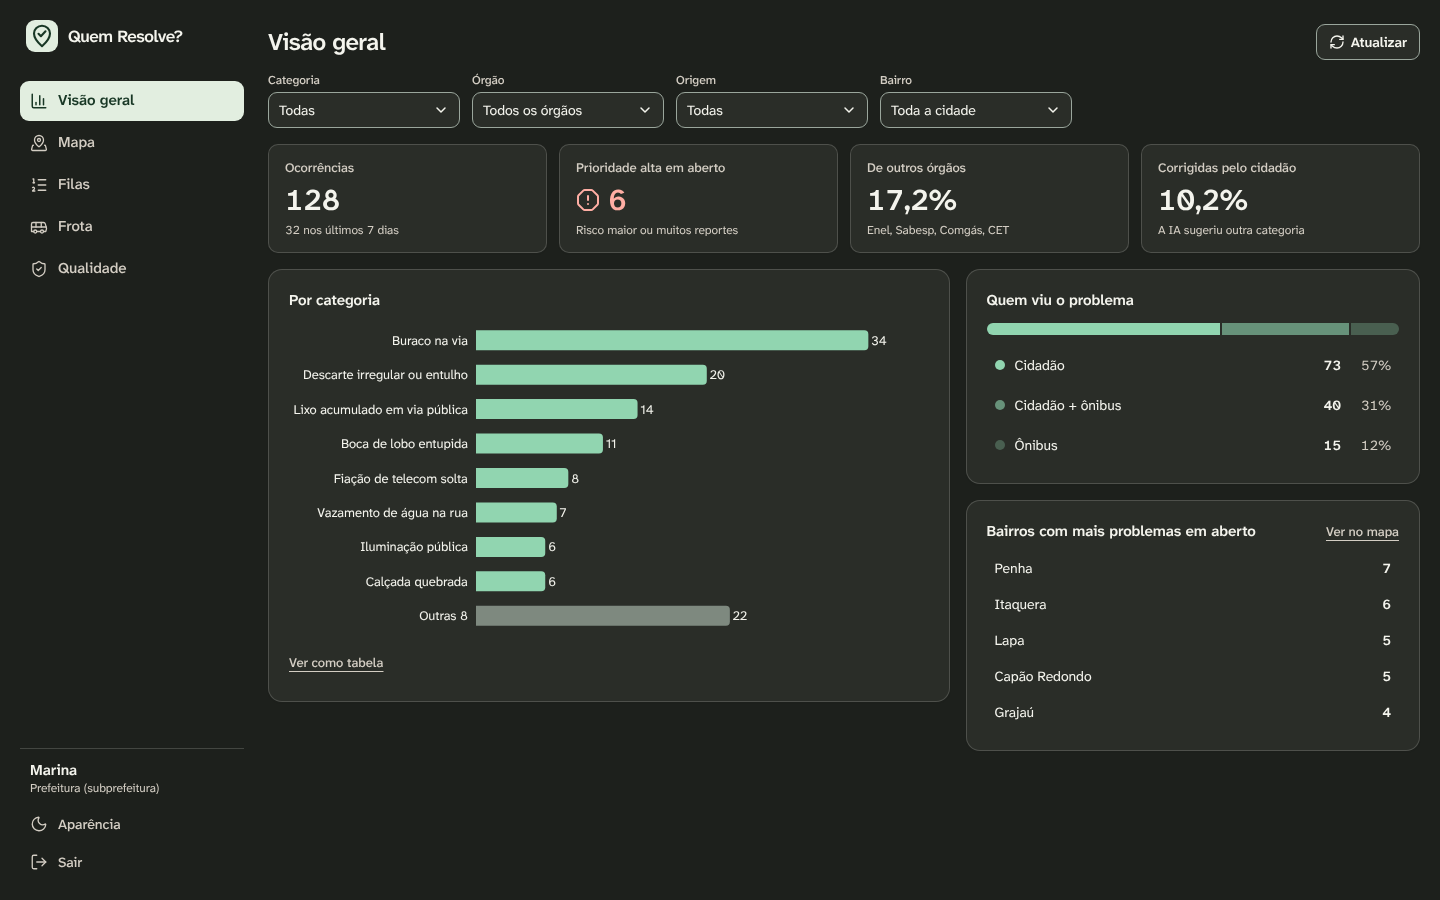 Quem Resolve?
Visão geral
Mapa
Filas
Frota
Qualidade
Marina
Prefeitura (subprefeitura)
Aparência
Sair
Visão geral
Atualizar
Categoria
Todas
Órgão
Todos os órgãos
Origem
Todas
Bairro
Toda a cidade
Ocorrências
128
32 nos últimos 7 dias
Prioridade alta em aberto
6
Risco maior ou muitos reportes
De outros órgãos
17,2%
Enel, Sabesp, Comgás, CET
Corrigidas pelo cidadão
10,2%
A IA sugeriu outra categoria
Por categoria
Buraco na via 34
Descarte irregular ou entulho 20
Lixo acumulado em via pública 14
Boca de lobo entupida 11
Fiação de telecom solta 8
Vazamento de água na rua 7
Iluminação pública 6
Calçada quebrada 6
Outras 8 22
Ver como tabela
Quem viu o problema
Cidadão 73 57%
Cidadão + ônibus 40 31%
Ônibus 15 12%
Bairros com mais problemas em aberto
Ver no mapa
Penha 7
Itaquera 6
Lapa 5
Capão Redondo 5
Grajaú 4